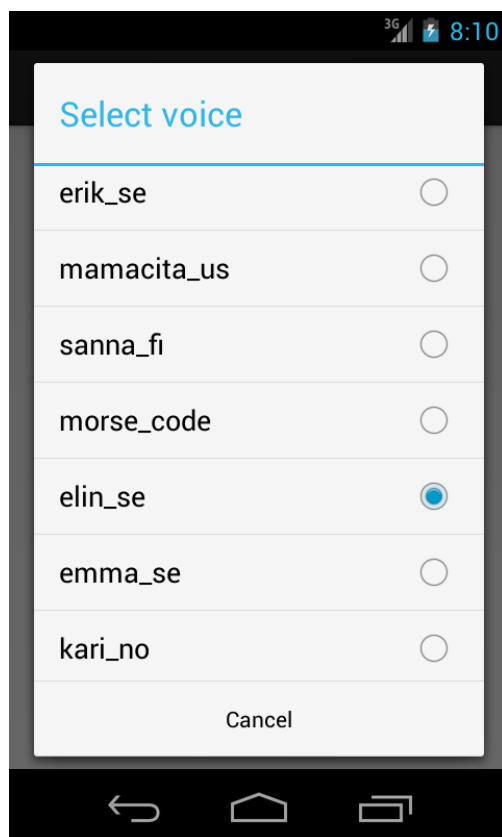 3G 8:10
Select voice
erik_se
mamacita_us
sanna_fi
morse_code
elin_se
emma_se
kari_no
Cancel